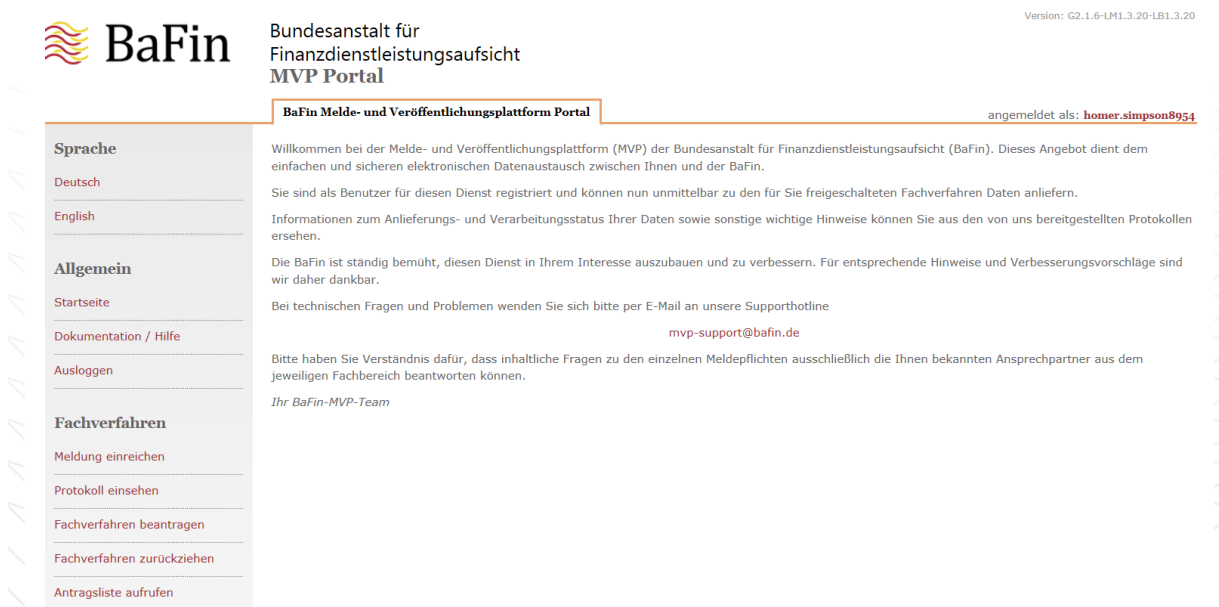 Version: G2.1.6-LM1.3.20-LB1.3.20
BaFin
Bundesanstalt für
Finanzdienstleistungsaufsicht
MVP Portal
BaFin Melde- und Veröffentlichungsplattform Portal
angemeldet als: homer.simpson8954
Sprache
Deutsch
English
Allgemein
Startseite
Dokumentation / Hilfe
Ausloggen
Fachverfahren
Meldung einreichen
Protokoll einsehen
Fachverfahren beantragen
Fachverfahren zurückziehen
Antragsliste aufrufen
Willkommen bei der Melde- und Veröffentlichungsplattform (MVP) der Bundesanstalt für Finanzdienstleistungsaufsicht (BaFin). Dieses Angebot dient dem
einfachen und sicheren elektronischen Datenaustausch zwischen Ihnen und der BaFin.
Sie sind als Benutzer für diesen Dienst registriert und können nun unmittelbar zu den für Sie freigeschalteten Fachverfahren Daten anliefern.
Informationen zum Anlieferungs- und Verarbeitungsstatus Ihrer Daten sowie sonstige wichtige Hinweise können Sie aus den von uns bereitgestellten Protokollen
ersehen.
Die BaFin ist ständig bemüht, diesen Dienst in Ihrem Interesse auszubauen und zu verbessern. Für entsprechende Hinweise und Verbesserungsvorschläge sind
wir daher dankbar.
Bei technischen Fragen und Problemen wenden Sie sich bitte per E-Mail an unsere Supporthotline
mvp-support@bafin.de
Bitte haben Sie Verständnis dafür, dass inhaltliche Fragen zu den einzelnen Meldepflichten ausschließlich die Ihnen bekannten Ansprechpartner aus dem
jeweiligen Fachbereich beantworten können.
Ihr BaFin-MVP-Team